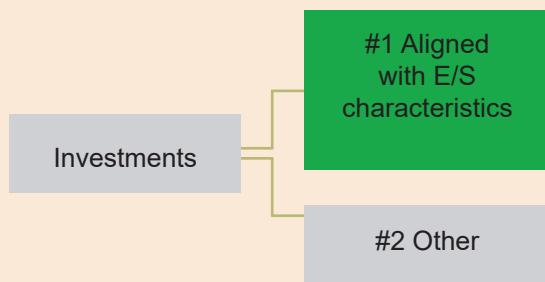 #1 Aligned
with E/S
characteristics
Investments
#2 Other